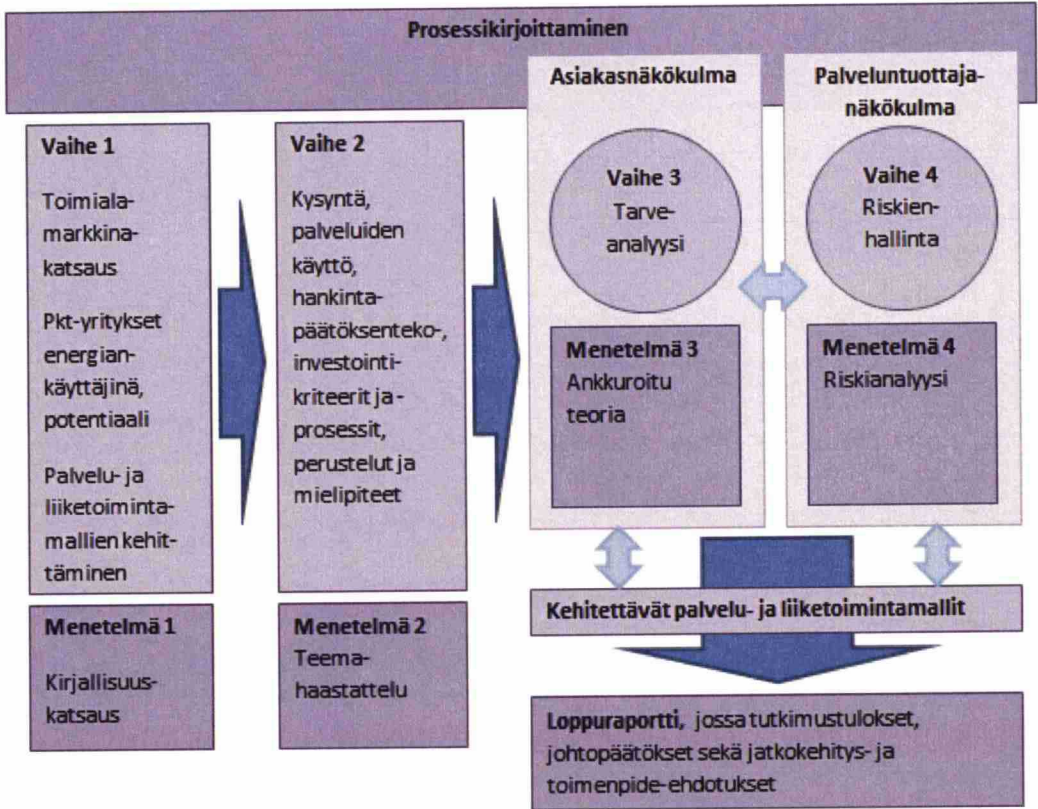 Prosessikirjoittaminen
Vaihe 1
Toimiala-
markkina-
katsaus
Pkt-yritykset
energian-
käyttäjinä,
potentiaali
Palvelu- ja
liiketoiminta-
mallien kehit-
täminen
Menetelmä 1
Kirjallisuus-
katsaus
Vaihe 2
Kysyntä,
palveluiden
käyttö,
hankinta-
päätöksenteko-,
investointi-
kriteerit ja -
prosessit,
perustelut ja
mielipiteet
Menetelmä 2
Teema-
haastattelu
Asiakasnäkökulma
Vaihe 3
Tarve-
analyysi
Menetelmä 3
Ankkuroitu
teoria
Palveluntuottaja-
näkökulma
Vaihe 4
Riskien-
hallinta
Menetelmä 4
Riskianalyysi
Kehitettävät palvelu- ja liiketoimintamallit
Loppuraportti, jossa tutkimustulokset,
johtopäätökset sekä jatkokehitys- ja
toimenpide-ehdotukset